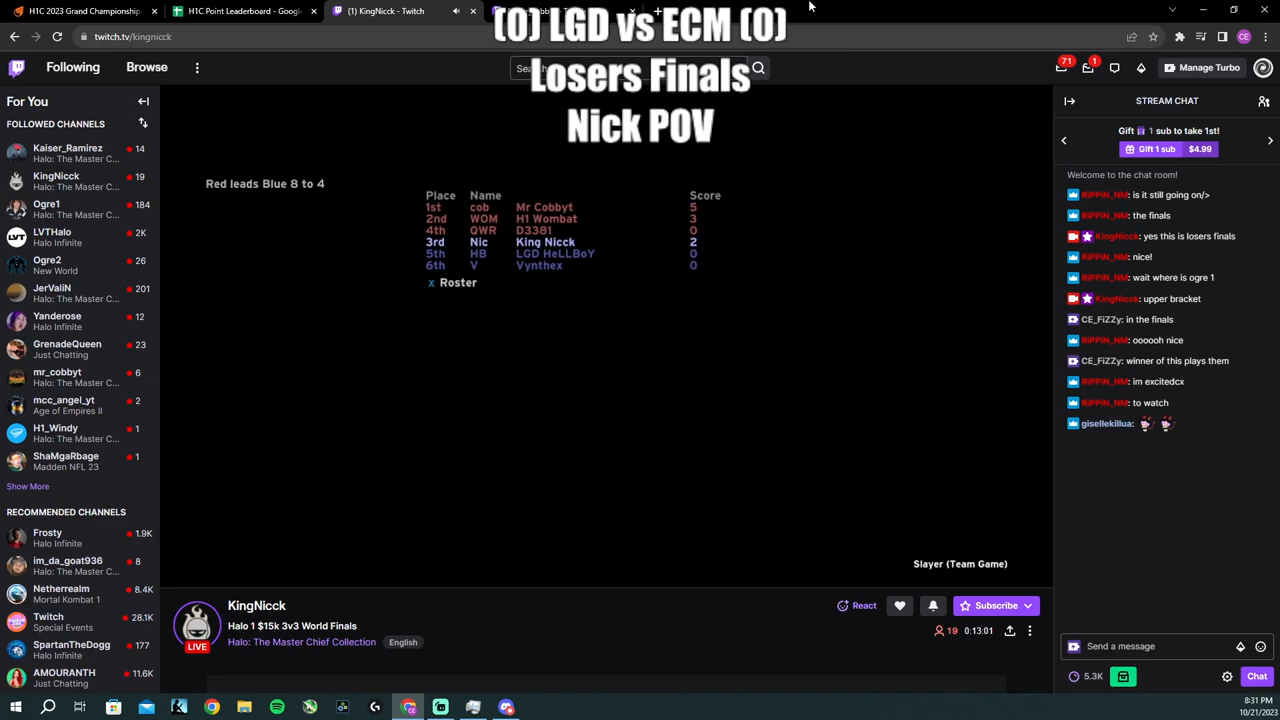 H1C 2023 Grand Championship
H1C Point Leaderboard - Google
(1) KingNicck - Twitch
(0) LGD vs ECM (0)
Losers Finals
Nick POV
twitch.tv/kingnicck
CE
Following
Browse
71
1
Manage Turbo
For You
FOLLOWED CHANNELS
Kaiser_Ramirez
14
Halo: The Master C...
KingNicck
19
Halo: The Master C...
Ogre1
184
Halo: The Master C...
LVTHalo
2K
Halo Infinite
Ogre2
26
New World
JerValiN
201
Halo: The Master C...
Yanderose
12
Halo Infinite
GrenadeQueen
23
Just Chatting
mr_cobbyt
6
Halo: The Master C...
mcc_angel_yt
2
Age of Empires II
H1_Windy
1
Halo: The Master C...
ShaMgaRbage
1
Madden NFL 23
Show More
RECOMMENDED CHANNELS
Frosty
1.9K
Halo Infinite
im_da_goat936
8
Halo: The Master C...
Netherrealm
8.4K
Mortal Kombat 1
Twitch
28.1K
Special Events
SpartanTheDogg
177
Halo Infinite
AMOURANTH
11.6K
Just Chatting
Red leads Blue 8 to 4
Place Name Score
1st cob Mr Cobbyt 5
2nd WOM H1 Wombat 3
4th QWR D3381 0
3rd Nic King Nicck 2
5th HB LGD HeLLBoY 0
6th V Vynthex 0
x Roster
Slayer (Team Game)
LIVE
KingNicck
Halo 1 $15k 3v3 World Finals
Halo: The Master Chief Collection
English
React
Subscribe
19
0:13:01
STREAM CHAT
Gift 1 sub to take 1st!
Gift 1 sub $4.99
Welcome to the chat room!
RiPPiN_NM: is it still going on/>
RiPPiN_NM: the finals
KingNicck: yes this is losers finals
RiPPiN_NM: nice!
RiPPiN_NM: wait where is ogre 1
KingNicck: upper bracket
CE_FiZZy: in the finals
RiPPiN_NM: oooooh nice
CE_FiZZy: winner of this plays them
RiPPiN_NM: im excitedcx
RiPPiN_NM: to watch
gisellekillua:
Send a message
5.3K
Chat
8:31 PM
10/21/2023